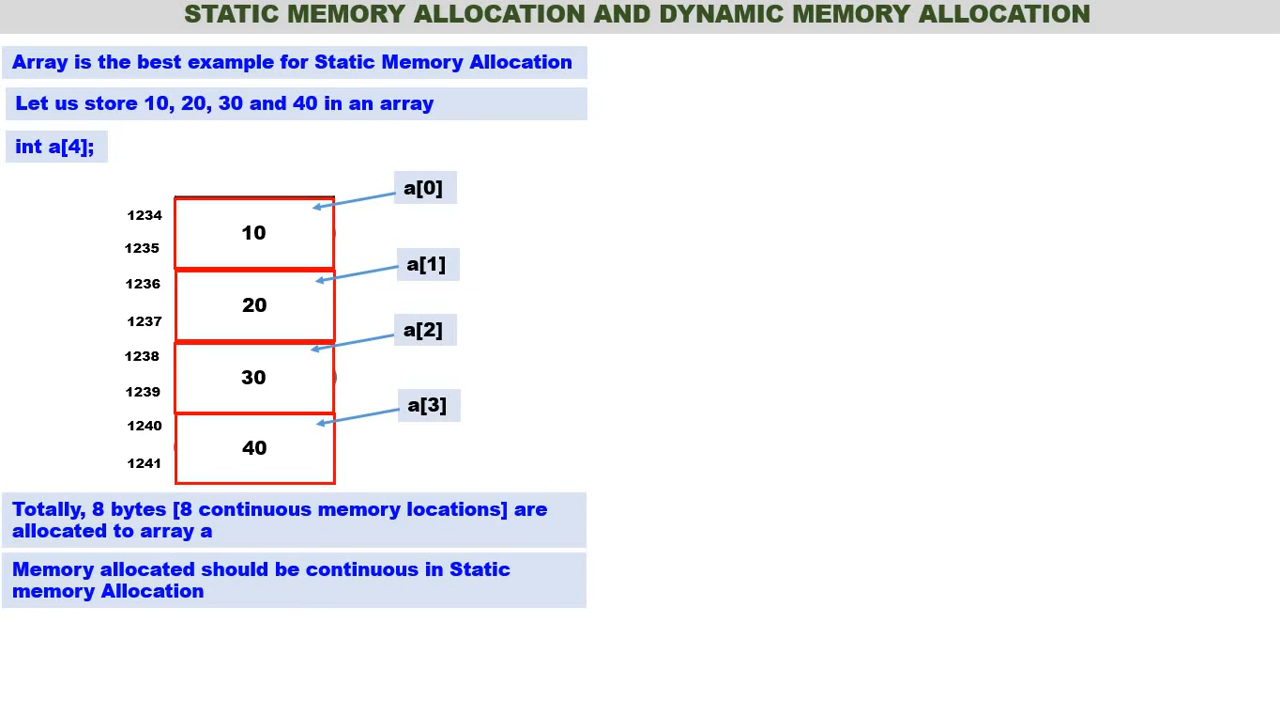 STATIC MEMORY ALLOCATION AND DYNAMIC MEMORY ALLOCATION
Array is the best example for Static Memory Allocation
Let us store 10, 20, 30 and 40 in an array
int a[4];
a[0]
1234
10
1235
a[1]
1236
20
1237
a[2]
1238
30
1239
a[3]
1240
40
1241
Totally, 8 bytes [8 continuous memory locations] are
allocated to array a
Memory allocated should be continuous in Static
memory Allocation